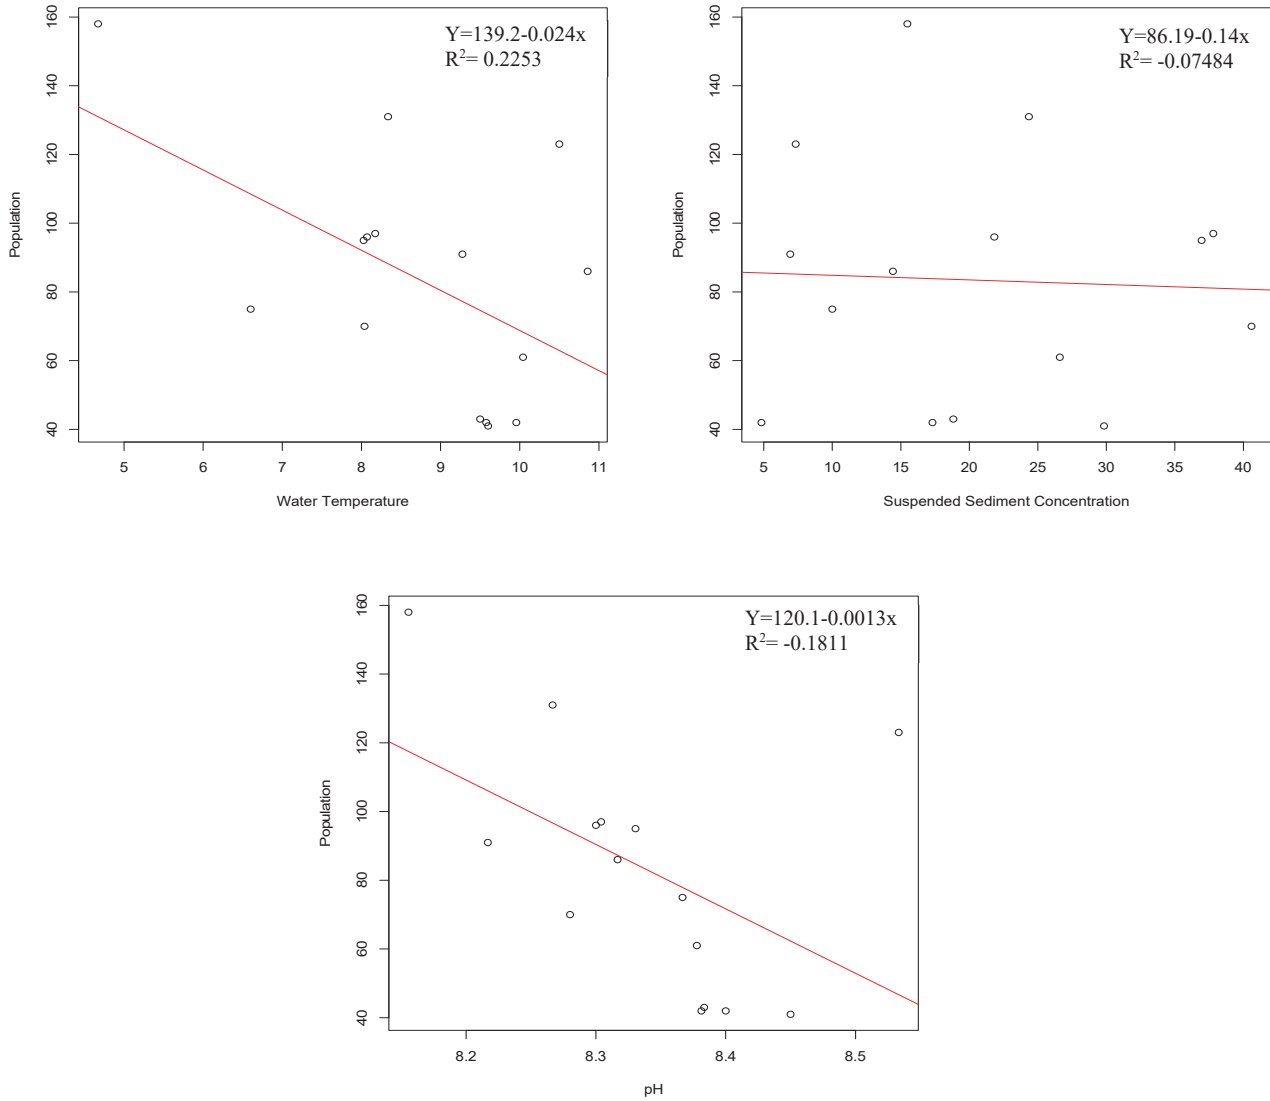 Y=139.2-0.024x
R²= 0.2253
160
140
120
100
80
60
40
Population
5 6 7 8 9 10 11
Water Temperature
Y=86.19-0.14x
R²= -0.07484
160
140
120
100
80
60
40
Population
5 10 15 20 25 30 35 40
Suspended Sediment Concentration
Y=120.1-0.0013x
R²= -0.1811
160
140
120
100
80
60
40
Population
8.2 8.3 8.4 8.5
pH